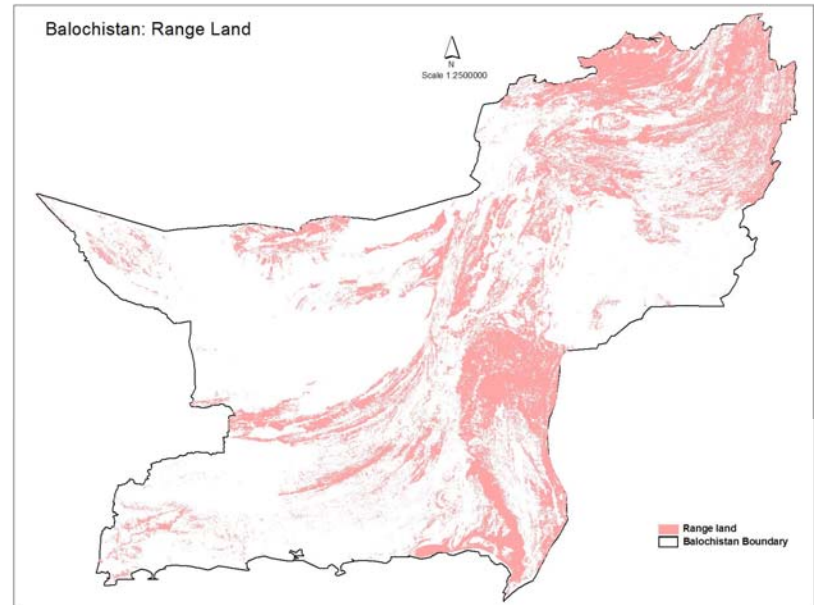 Balochistan: Range Land
N
Scale 1:2500000
Range land
Balochistan Boundary